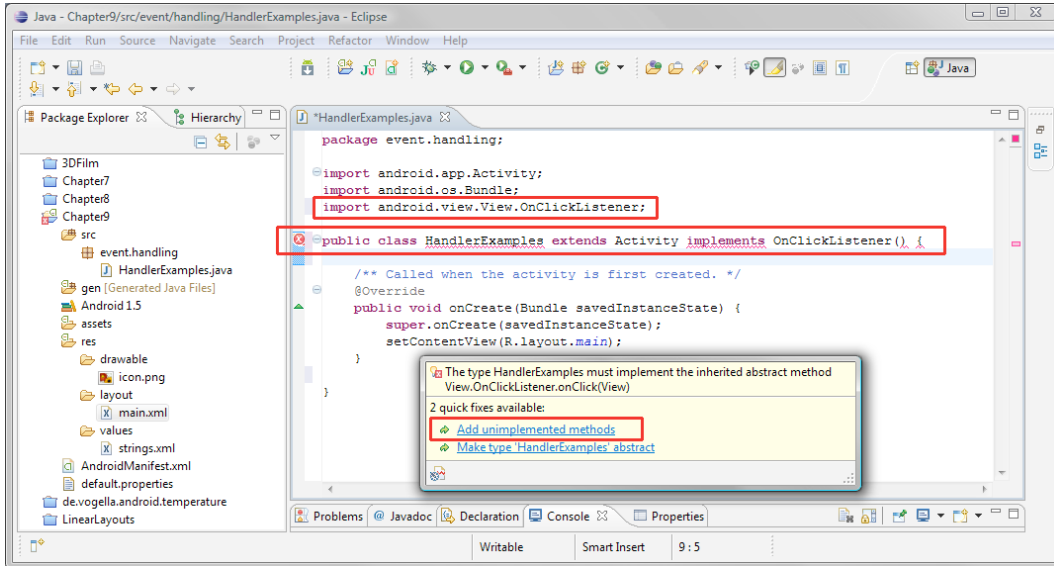 Java - Chapter9/src/event/handling/HandlerExamples.java - Eclipse
File Edit Run Source Navigate Search Project Refactor Window Help
Java
Package Explorer Hierarchy
3DFilm
Chapter7
Chapter8
Chapter9
src
event.handling
HandlerExamples.java
gen [Generated Java Files]
Android 1.5
assets
res
drawable
icon.png
layout
main.xml
values
strings.xml
AndroidManifest.xml
default.properties
de.vogella.android.temperature
LinearLayouts
*HandlerExamples.java
package event.handling;
import android.app.Activity;
import android.os.Bundle;
import android.view.View.OnClickListener;
public class HandlerExamples extends Activity implements OnClickListener() {
/** Called when the activity is first created. */
@Override
public void onCreate(Bundle savedInstanceState) {
super.onCreate(savedInstanceState);
setContentView(R.layout.main);
}
}
The type HandlerExamples must implement the inherited abstract method
View.OnClickListener.onClick(View)
2 quick fixes available:
Add unimplemented methods
Make type 'HandlerExamples' abstract
Problems @ Javadoc Declaration Console Properties
Writable Smart Insert 9:5